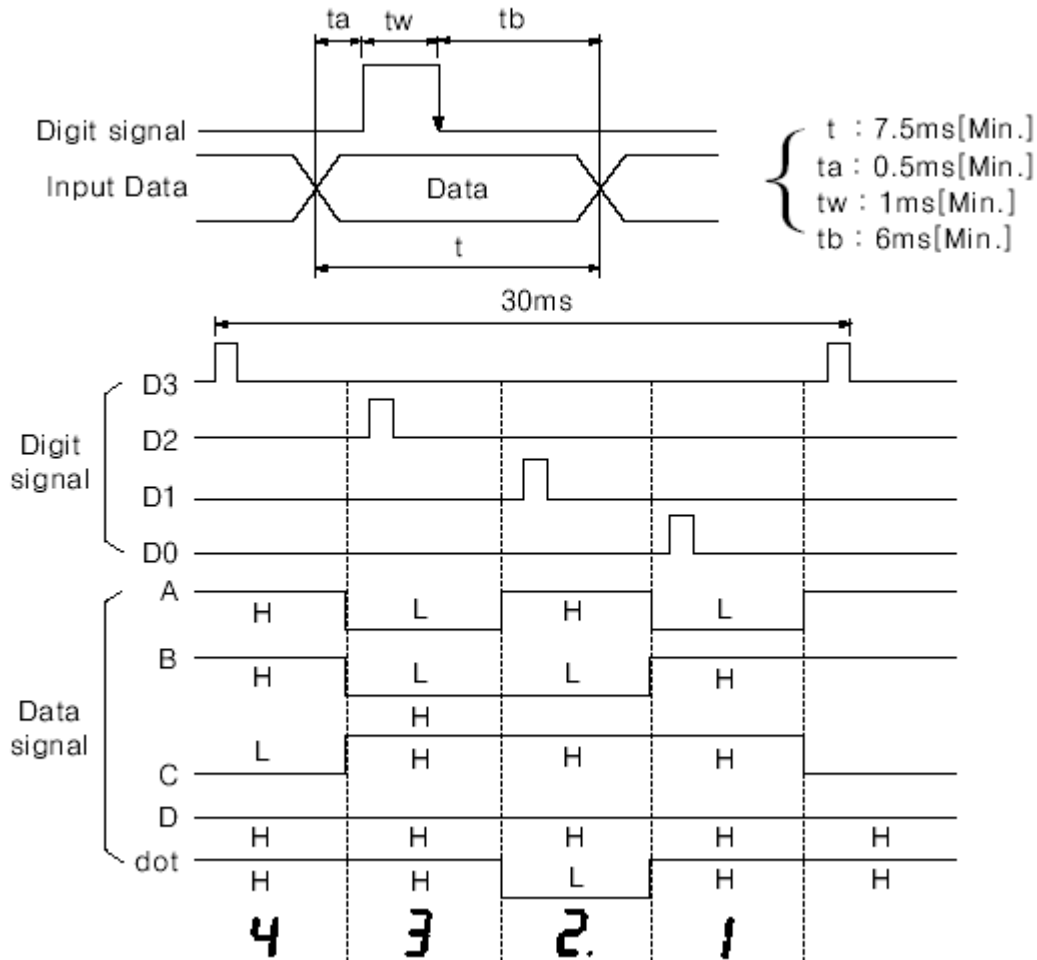 ta tw tb
Digit signal
Input Data Data
t
t : 7.5ms[Min.]
ta : 0.5ms[Min.]
tw : 1ms[Min.]
tb : 6ms[Min.]
30ms
Digit
signal
D3
D2
D1
D0
Data
signal
A H L H L
B H L L H
H
C L H H H
D H H H H H
dot H H L H H
4 3 2. 1